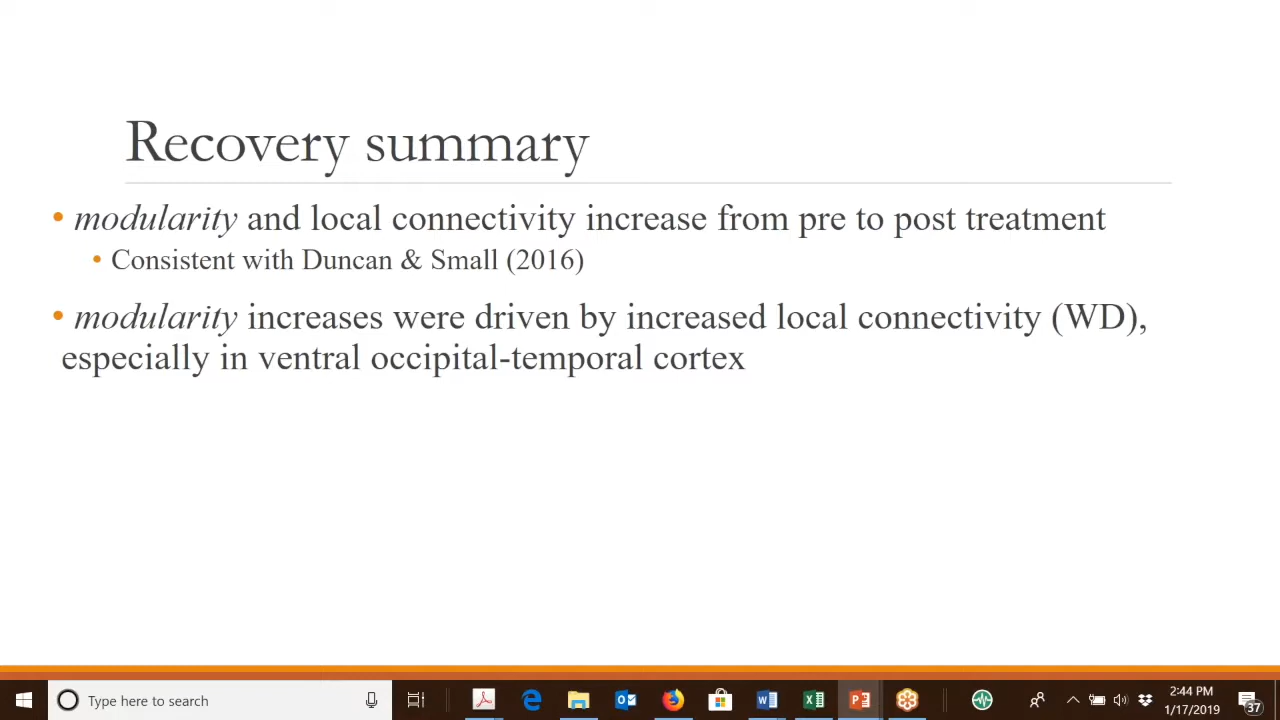 Recovery summary
• modularity and local connectivity increase from pre to post treatment
• Consistent with Duncan & Small (2016)
• modularity increases were driven by increased local connectivity (WD),
especially in ventral occipital-temporal cortex
Type here to search
2:44 PM
1/17/2019
37